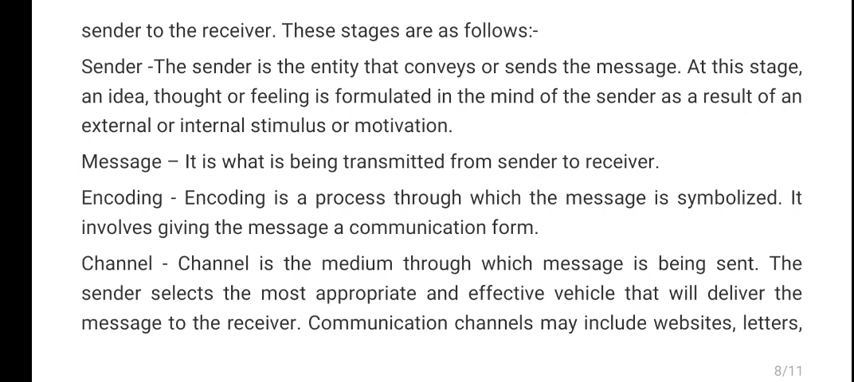 sender to the receiver. These stages are as follows:-
Sender -The sender is the entity that conveys or sends the message. At this stage,
an idea, thought or feeling is formulated in the mind of the sender as a result of an
external or internal stimulus or motivation.
Message – It is what is being transmitted from sender to receiver.
Encoding - Encoding is a process through which the message is symbolized. It
involves giving the message a communication form.
Channel - Channel is the medium through which message is being sent. The
sender selects the most appropriate and effective vehicle that will deliver the
message to the receiver. Communication channels may include websites, letters,
8/11